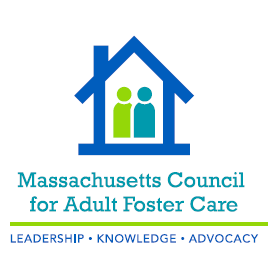 Massachusetts Council
for Adult Foster Care
LEADERSHIP • KNOWLEDGE • ADVOCACY